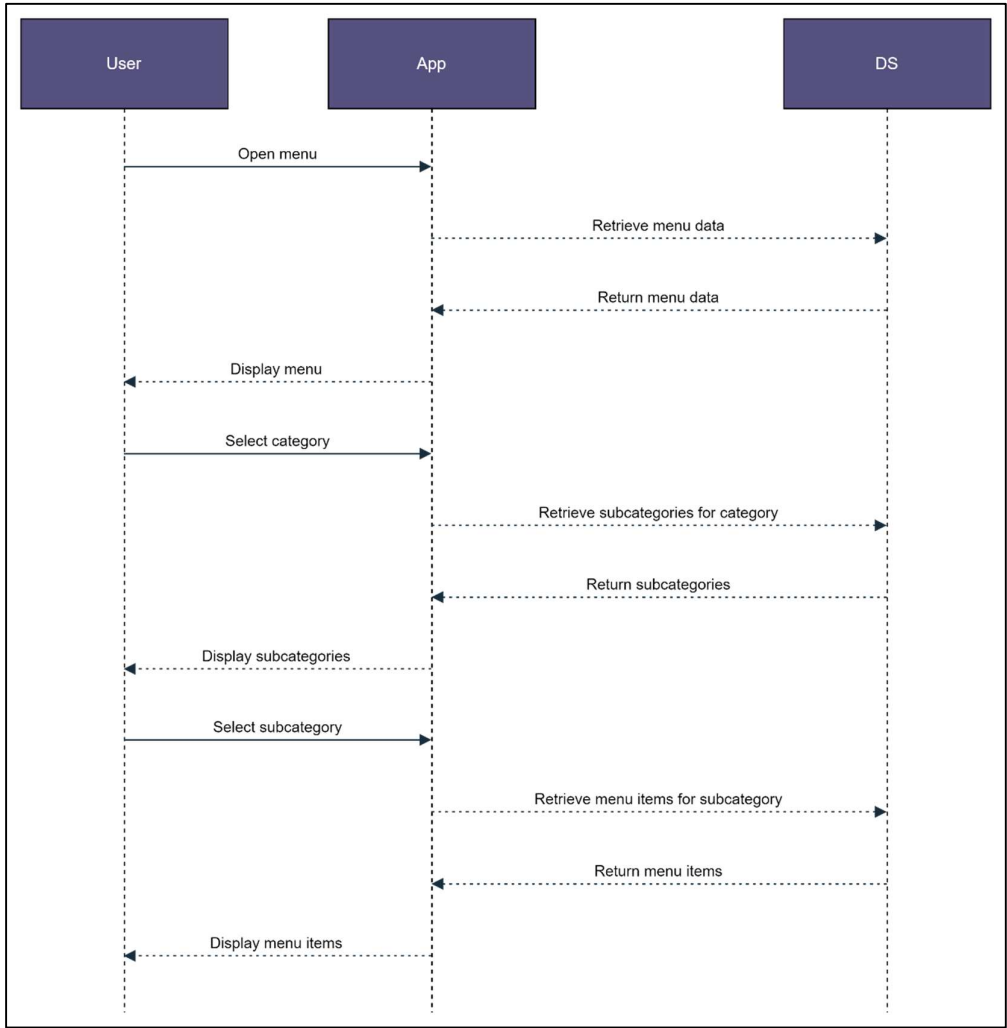 User
App
DS
Open menu
Retrieve menu data
Return menu data
Display menu
Select category
Retrieve subcategories for category
Return subcategories
Display subcategories
Select subcategory
Retrieve menu items for subcategory
Return menu items
Display menu items